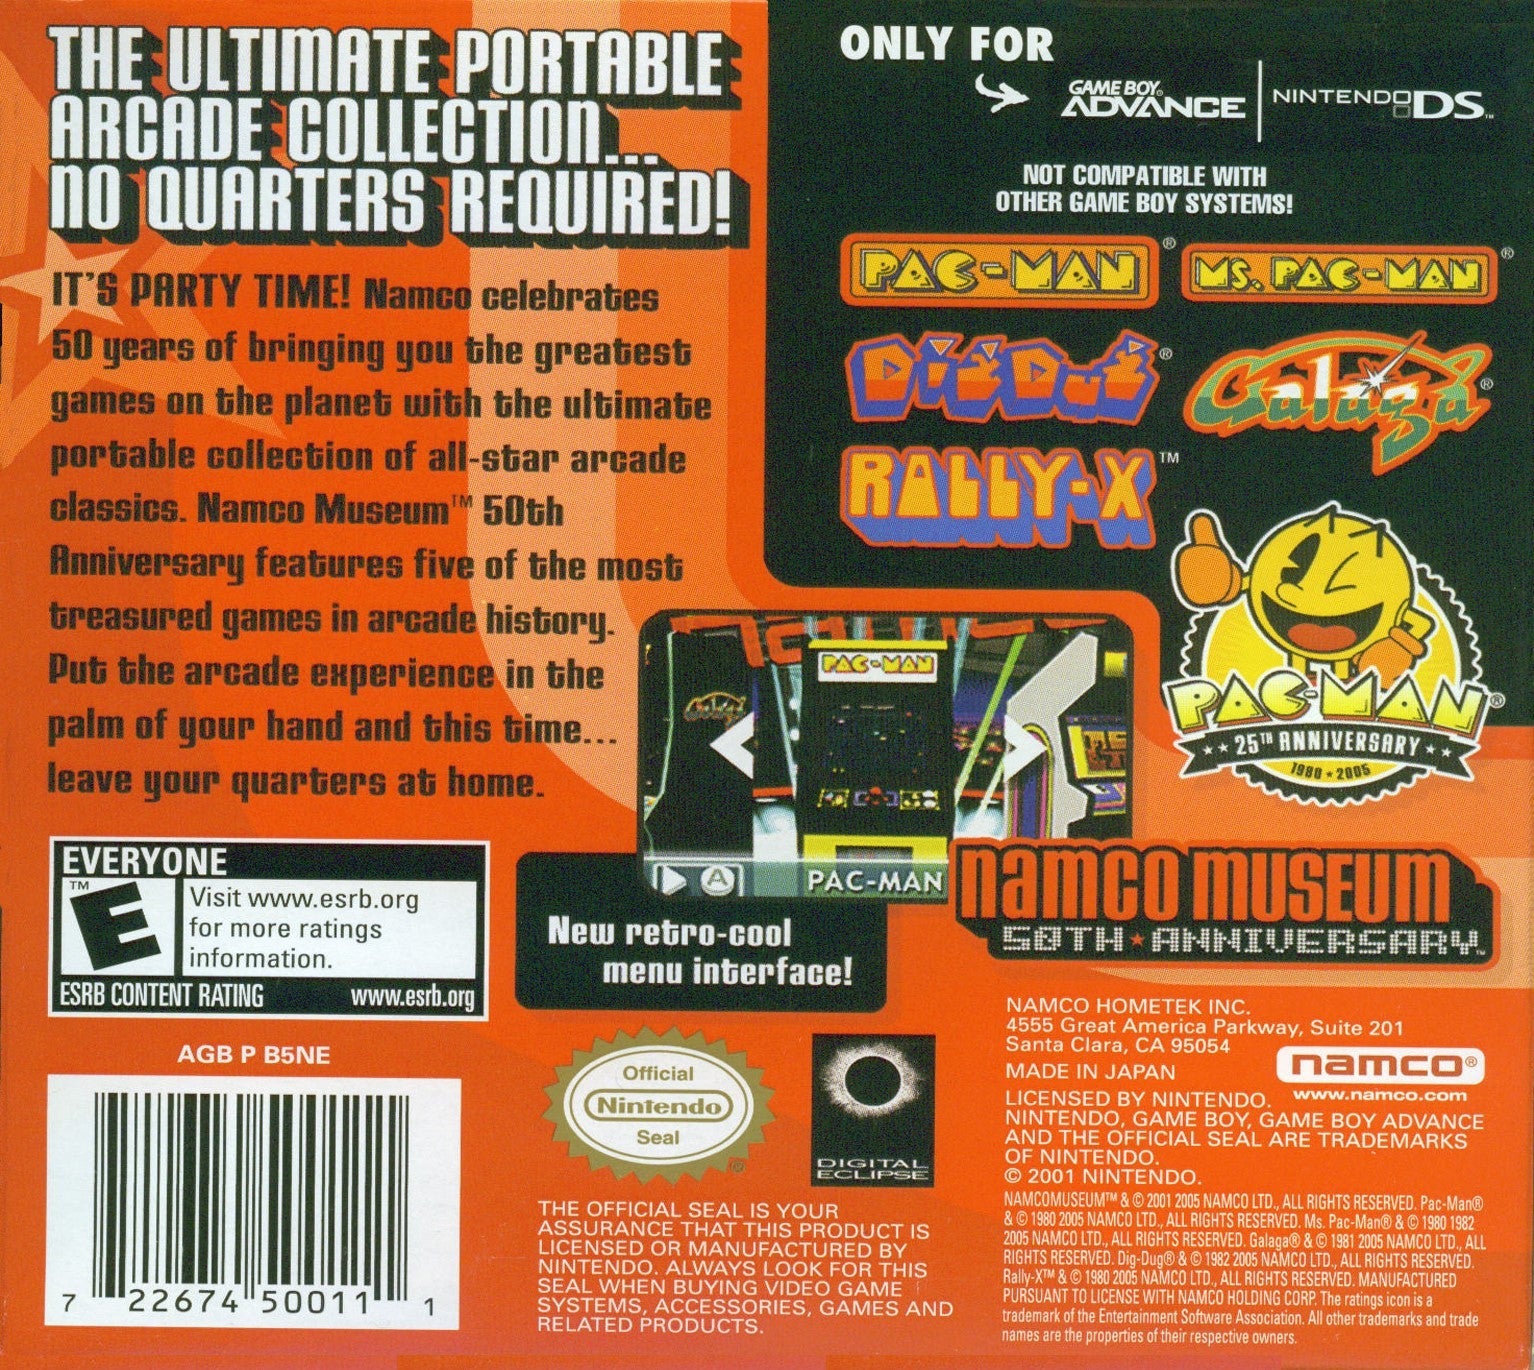 THE ULTIMATE PORTABLE
ARCADE COLLECTION...
NO QUARTERS REQUIRED!
IT'S PARTY TIME! Namco celebrates
50 years of bringing you the greatest
games on the planet with the ultimate
portable collection of all-star arcade
classics. Namco Museum™ 50th
Anniversary features five of the most
treasured games in arcade history.
Put the arcade experience in the
palm of your hand and this time...
leave your quarters at home.
ONLY FOR
GAME BOY®
ADVANCE
NINTENDO DS™
NOT COMPATIBLE WITH
OTHER GAME BOY SYSTEMS!
PAC-MAN®
MS. PAC-MAN®
DIG DUG®
Galaga®
RALLY-X™
PAC-MAN®
25TH ANNIVERSARY
1980 ★ 2005
PAC-MAN
Galaga
A
PAC-MAN
New retro-cool
menu interface!
namco museum
50TH ★ ANNIVERSARY™
EVERYONE
E™
Visit www.esrb.org
for more ratings
information.
ESRB CONTENT RATING www.esrb.org
AGB P B5NE
7 22674 50011 1
Official
Nintendo
Seal
®
DIGITAL
ECLIPSE
THE OFFICIAL SEAL IS YOUR
ASSURANCE THAT THIS PRODUCT IS
LICENSED OR MANUFACTURED BY
NINTENDO. ALWAYS LOOK FOR THIS
SEAL WHEN BUYING VIDEO GAME
SYSTEMS, ACCESSORIES, GAMES AND
RELATED PRODUCTS.
NAMCO HOMETEK INC.
4555 Great America Parkway, Suite 201
Santa Clara, CA 95054
MADE IN JAPAN
namco®
www.namco.com
LICENSED BY NINTENDO.
NINTENDO, GAME BOY, GAME BOY ADVANCE
AND THE OFFICIAL SEAL ARE TRADEMARKS
OF NINTENDO.
© 2001 NINTENDO.
NAMCOMUSEUM™ & © 2001 2005 NAMCO LTD., ALL RIGHTS RESERVED. Pac-Man®
& © 1980 2005 NAMCO LTD., ALL RIGHTS RESERVED. Ms. Pac-Man® & © 1980 1982
2005 NAMCO LTD., ALL RIGHTS RESERVED. Galaga® & © 1981 2005 NAMCO LTD., ALL
RIGHTS RESERVED. Dig-Dug® & © 1982 2005 NAMCO LTD., ALL RIGHTS RESERVED.
Rally-X™ & © 1980 2005 NAMCO LTD., ALL RIGHTS RESERVED. MANUFACTURED
PURSUANT TO LICENSE WITH NAMCO HOLDING CORP. The ratings icon is a
trademark of the Entertainment Software Association. All other trademarks and trade
names are the properties of their respective owners.